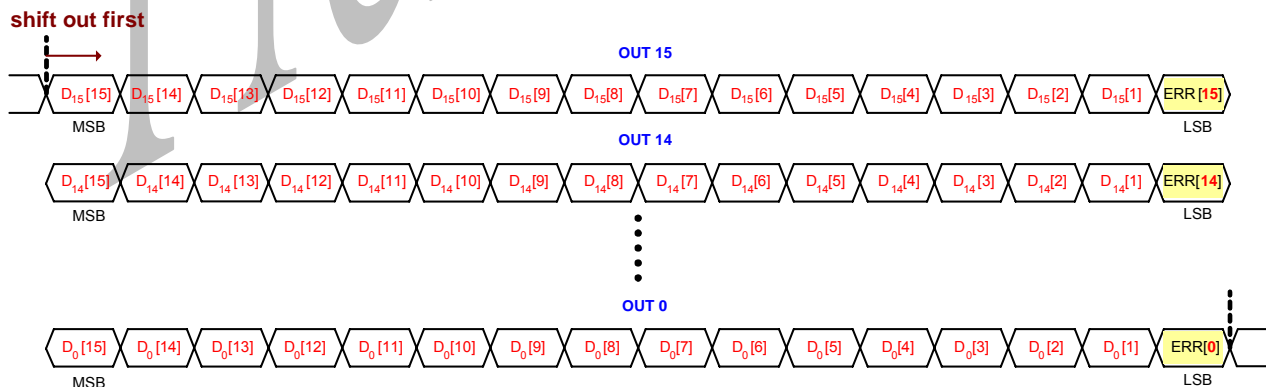 shift out first
OUT 15
D15[15] D15[14] D15[13] D15[12] D15[11] D15[10] D15[9] D15[8] D15[7] D15[6] D15[5] D15[4] D15[3] D15[2] D15[1] ERR[15]
MSB LSB
OUT 14
D14[15] D14[14] D14[13] D14[12] D14[11] D14[10] D14[9] D14[8] D14[7] D14[6] D14[5] D14[4] D14[3] D14[2] D14[1] ERR[14]
MSB LSB
OUT 0
D0[15] D0[14] D0[13] D0[12] D0[11] D0[10] D0[9] D0[8] D0[7] D0[6] D0[5] D0[4] D0[3] D0[2] D0[1] ERR[0]
MSB LSB